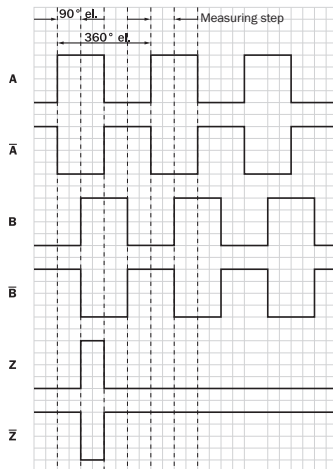 90° el.
Measuring step
360° el.
A
A̅
B
B̅
Z
Z̅